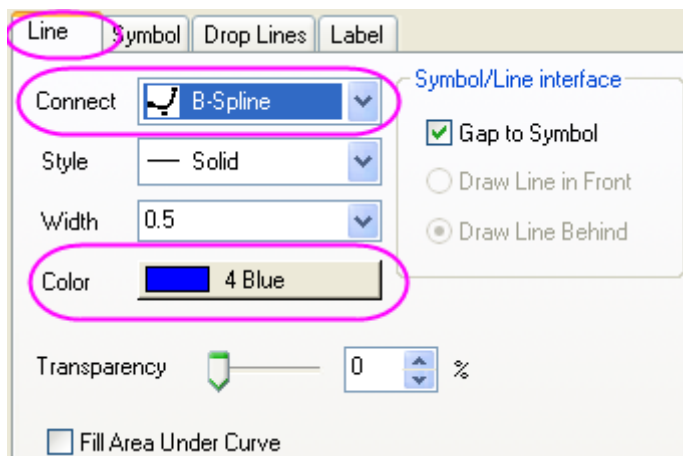 Line Symbol Drop Lines Label
Connect B-Spline
Symbol/Line interface
Gap to Symbol
Style Solid
Draw Line in Front
Width 0.5
Draw Line Behind
Color 4 Blue
Transparency 0 %
Fill Area Under Curve